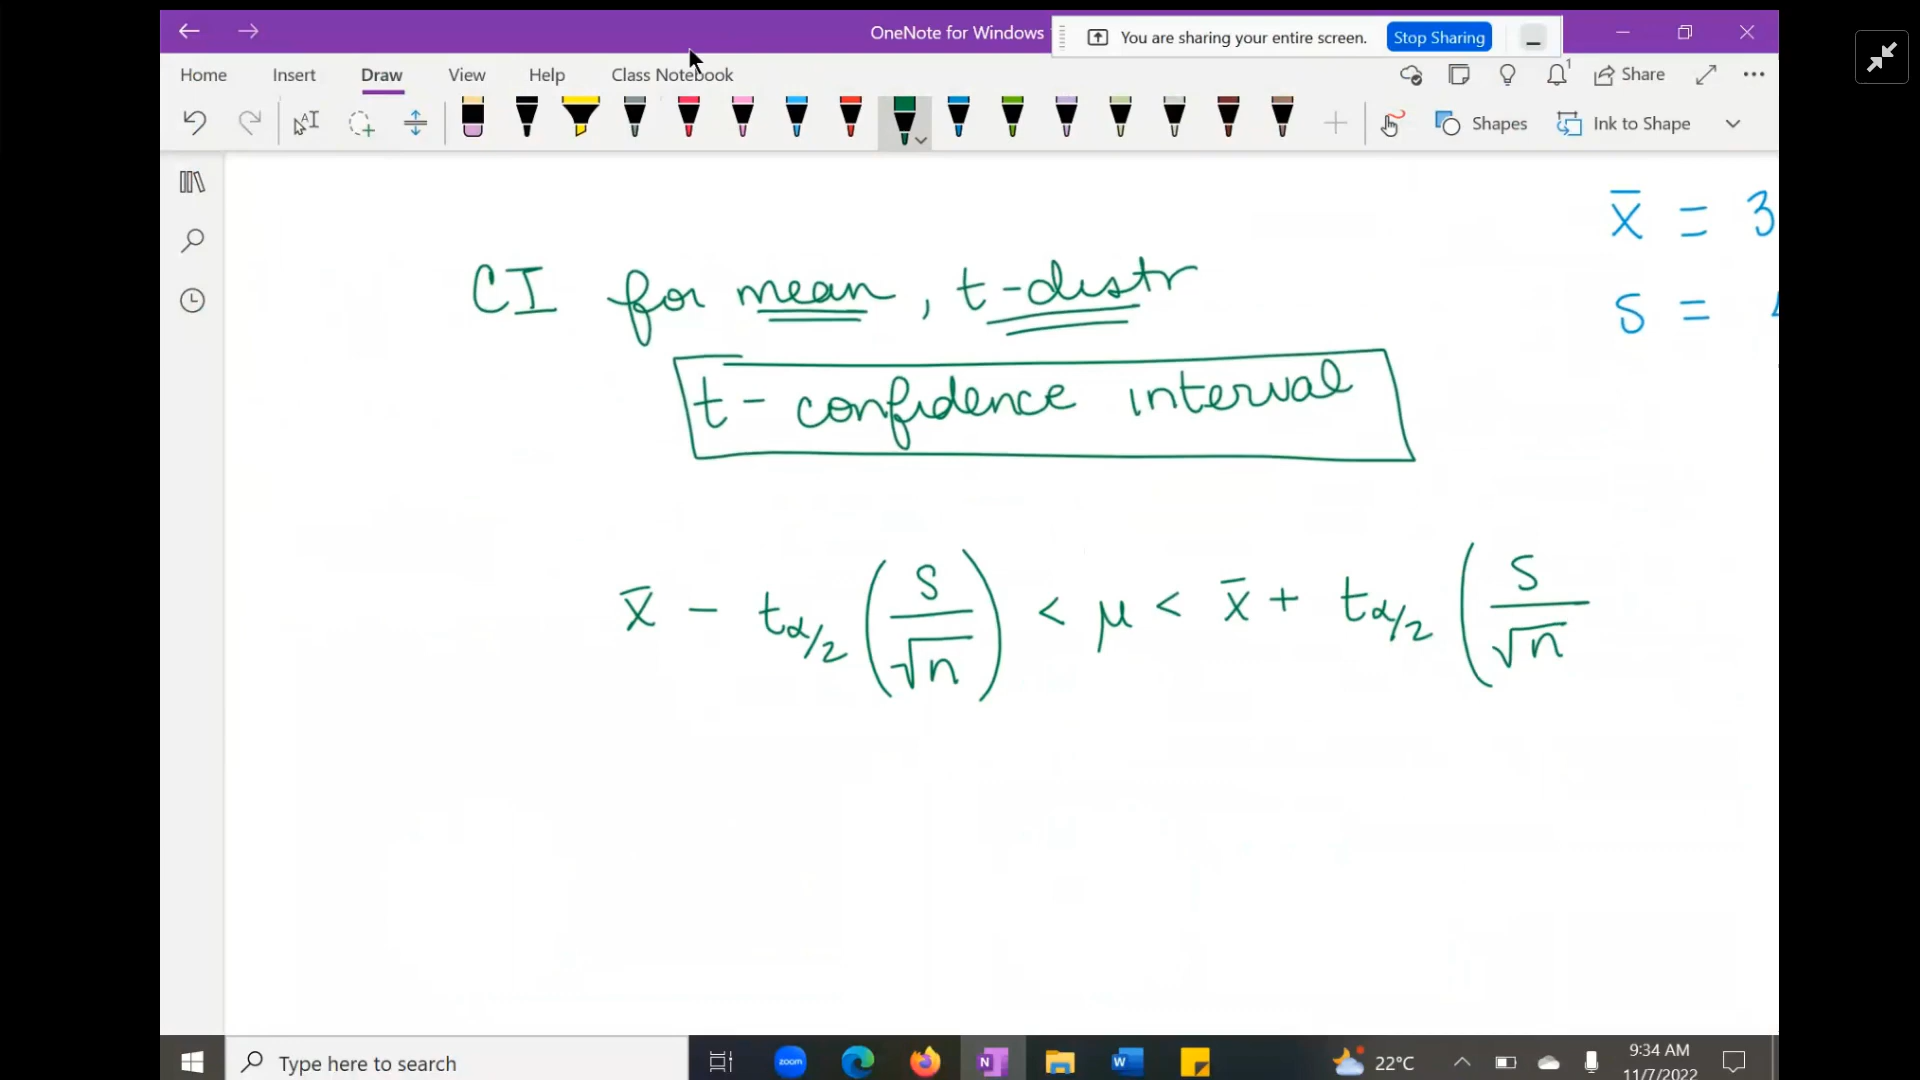 OneNote for Windows
You are sharing your entire screen. Stop Sharing
Home Insert Draw View Help Class Notebook
1 Share
Shapes Ink to Shape
x̄ = 3
CI for mean, t-distr
s =
t- confidence interval
x̄ - t α/2 ( s / √n ) < μ < x̄ + t α/2 ( s / √n
Type here to search
zoom
N
W
22°C
9:34 AM
11/7/2022